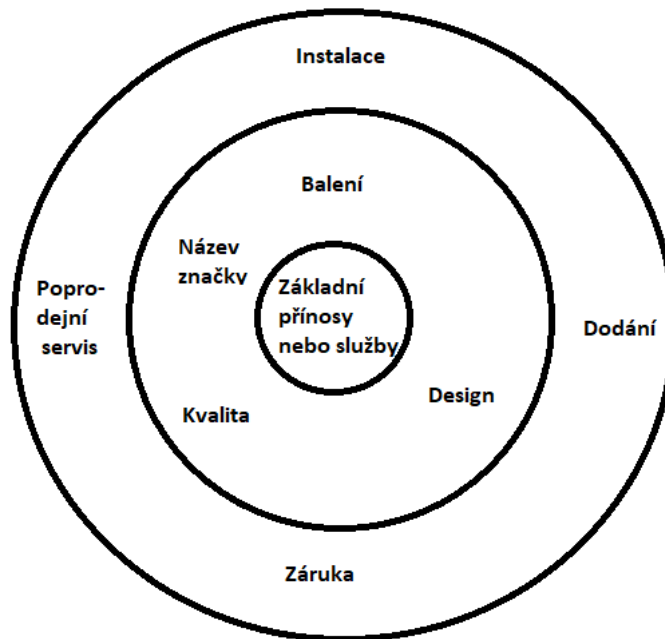 Instalace
Balení
Název
značky
Základní
přínosy
nebo služby
Popro-
dejní
servis
Dodání
Kvalita
Design
Záruka